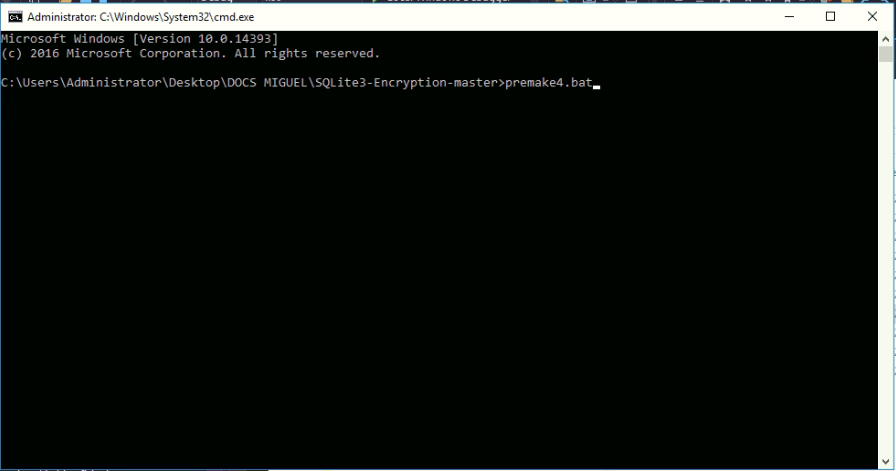 Administrator: C:\Windows\System32\cmd.exe
Microsoft Windows [Version 10.0.14393]
(c) 2016 Microsoft Corporation. All rights reserved.
C:\Users\Administrator\Desktop\DOCS MIGUEL\SQLite3-Encryption-master>premake4.bat